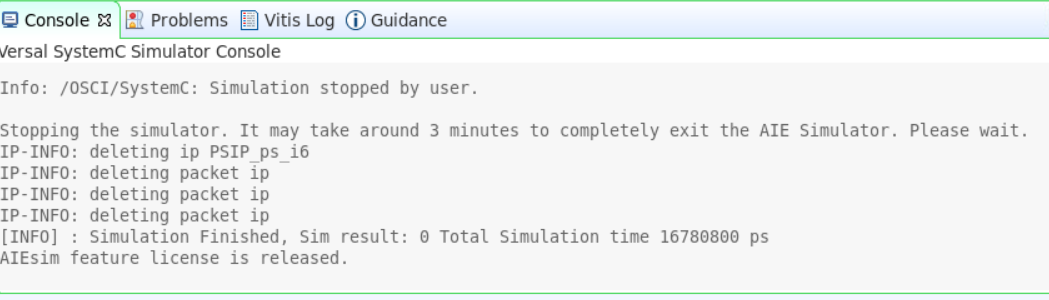 Console Problems Vitis Log Guidance
Versal SystemC Simulator Console
Info: /OSCI/SystemC: Simulation stopped by user.
Stopping the simulator. It may take around 3 minutes to completely exit the AIE Simulator. Please wait.
IP-INFO: deleting ip PSIP_ps_i6
IP-INFO: deleting packet ip
IP-INFO: deleting packet ip
IP-INFO: deleting packet ip
[INFO] : Simulation Finished, Sim result: 0 Total Simulation time 16780800 ps
AIEsim feature license is released.